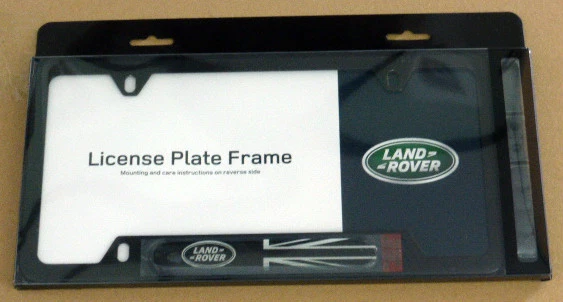 License Plate Frame
Mounting and care instructions on reverse side
LAND
ROVER
LAND
ROVER